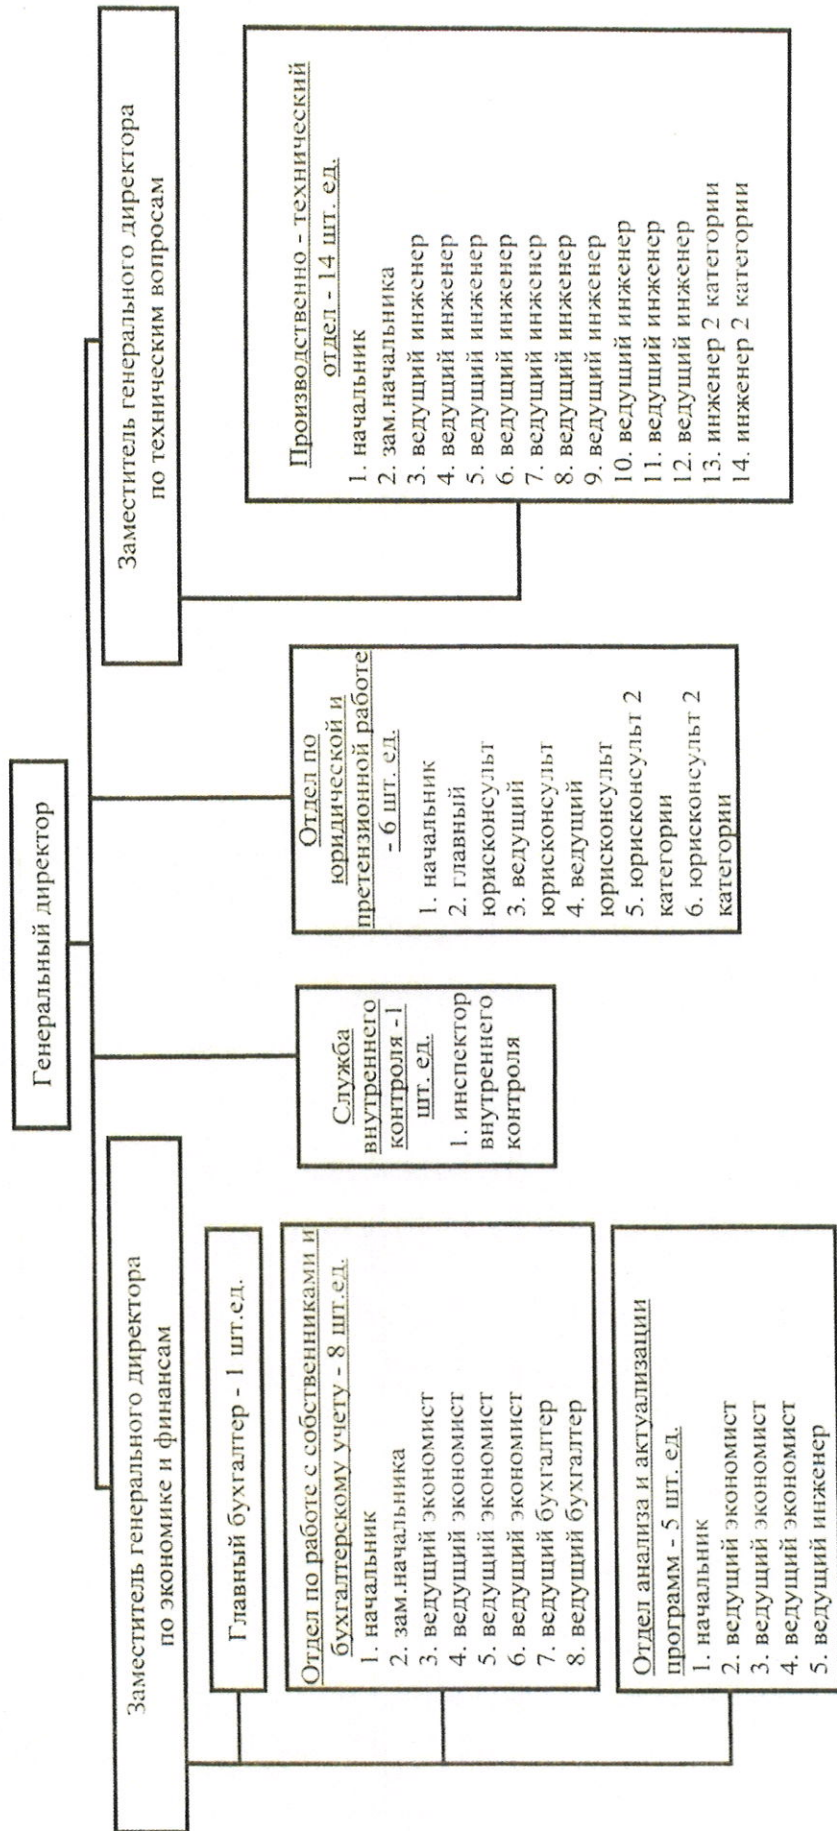 Генеральный директор
Заместитель генерального директора
по экономике и финансам
Главный бухгалтер - 1 шт.ед.
Отдел по работе с собственниками и
бухгалтерскому учету - 8 шт.ед.
1. начальник
2. зам.начальника
3. ведущий экономист
4. ведущий экономист
5. ведущий экономист
6. ведущий экономист
7. ведущий бухгалтер
8. ведущий бухгалтер
Отдел анализа и актуализации
программ - 5 шт. ед.
1. начальник
2. ведущий экономист
3. ведущий экономист
4. ведущий экономист
5. ведущий инженер
Служба
внутреннего
контроля -1
шт. ед.
1. инспектор
внутреннего
контроля
Отдел по
юридической и
претензионной работе
- 6 шт. ед.
1. начальник
2. главный
юрисконсульт
3. ведущий
юрисконсульт
4. ведущий
юрисконсульт
5. юрисконсульт 2
категории
6. юрисконсульт 2
категории
Заместитель генерального директора
по техническим вопросам
Производственно - технический
отдел - 14 шт. ед.
1. начальник
2. зам.начальника
3. ведущий инженер
4. ведущий инженер
5. ведущий инженер
6. ведущий инженер
7. ведущий инженер
8. ведущий инженер
9. ведущий инженер
10. ведущий инженер
11. ведущий инженер
12. ведущий инженер
13. инженер 2 категории
14. инженер 2 категории